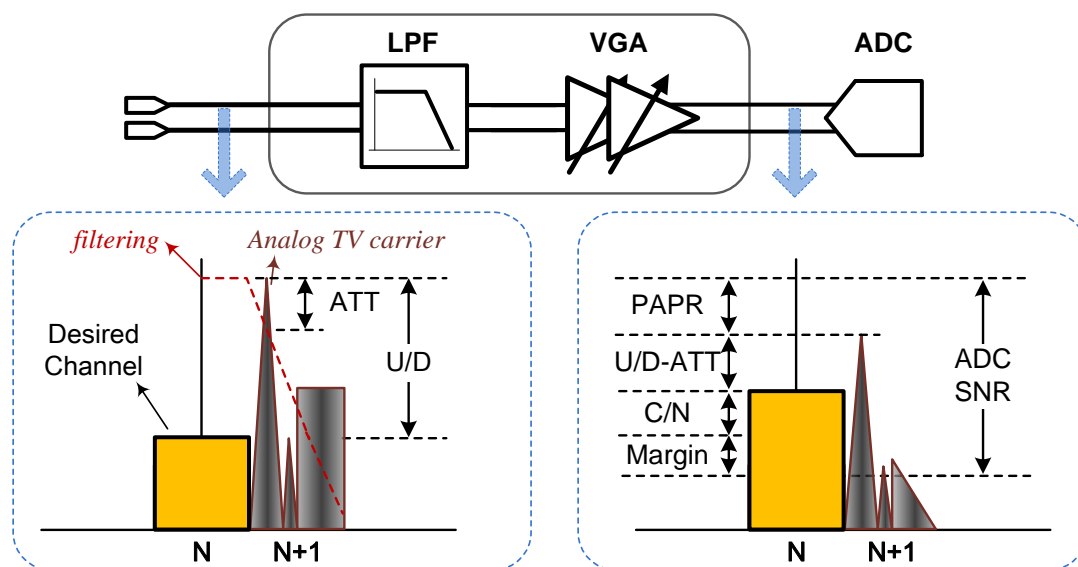 LPF
VGA
ADC
filtering
Analog TV carrier
ATT
Desired
Channel
U/D
N
N+1
PAPR
U/D-ATT
C/N
Margin
ADC
SNR
N
N+1